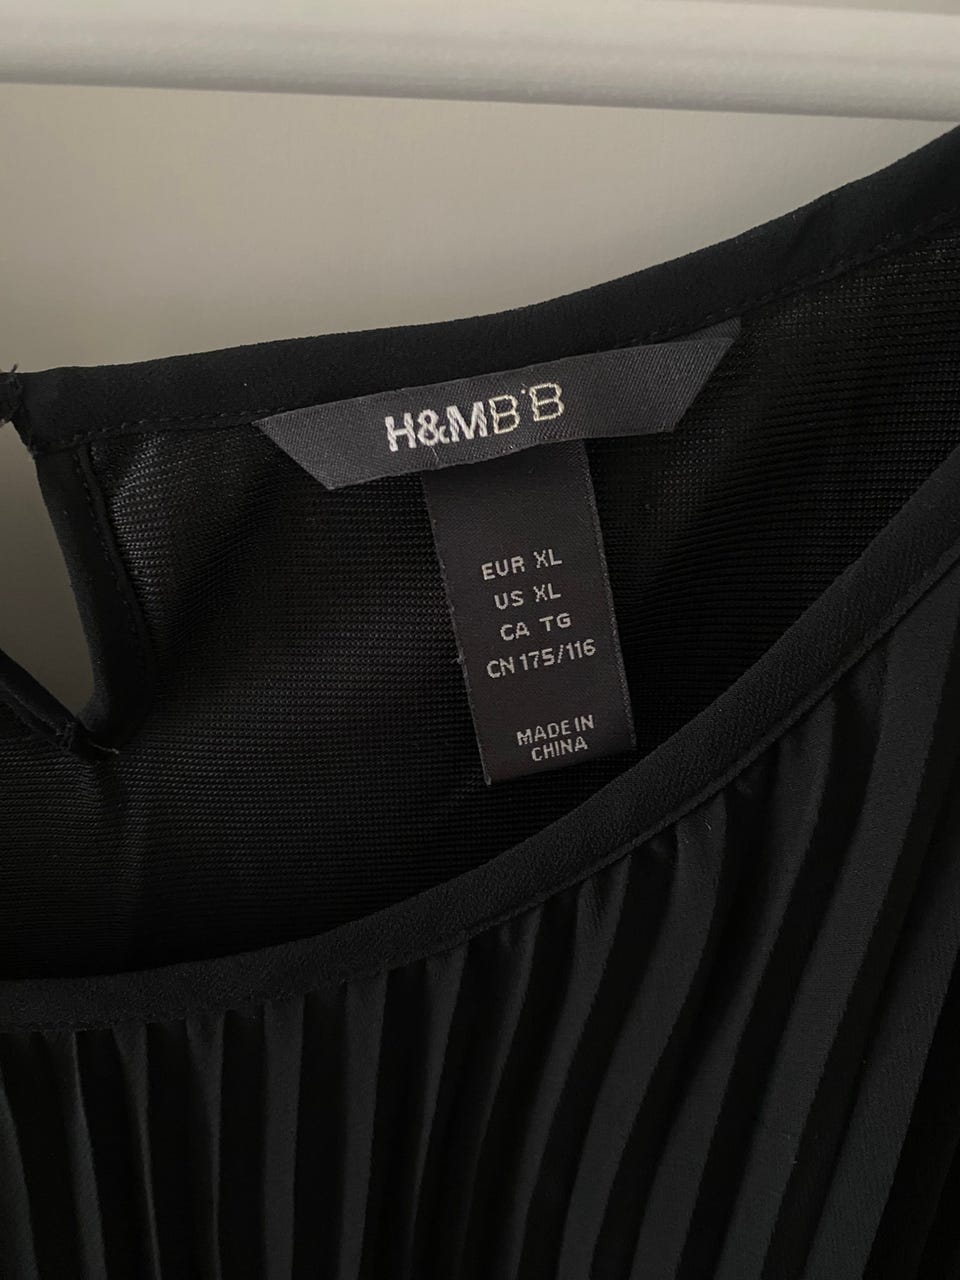 H&MB˙B
EUR XL
US XL
CA TG
CN 175/116
MADE IN
CHINA